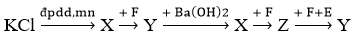 KCl đpdd,mn→ X + F→ Y + Ba(OH)2→ X + F→ Z + F+E→ Y